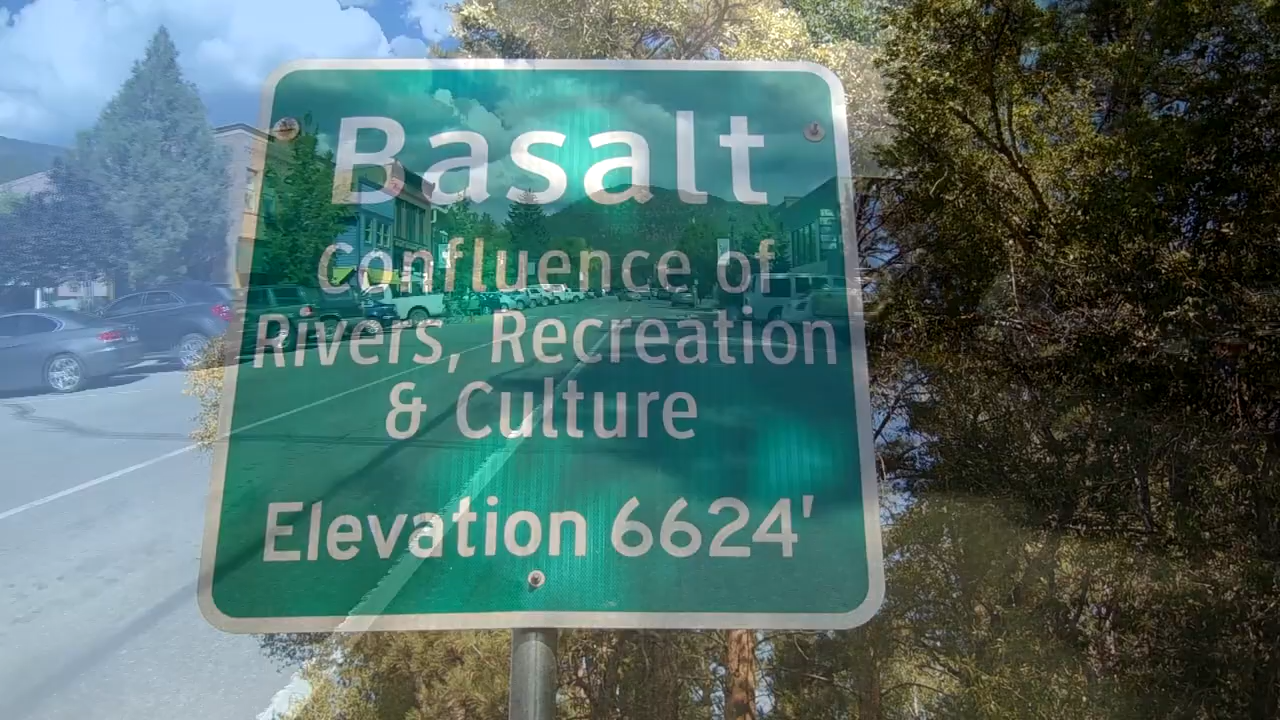 Basalt
Confluence of
Rivers, Recreation
& Culture
Elevation 6624'